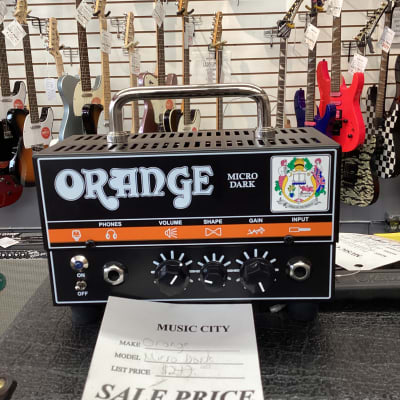 ORANGE
ORANGE
MICRO
DARK
PHONES VOLUME SHAPE GAIN INPUT
ON
OFF
MUSIC CITY
MAKE Orange
MODEL Micro Dark
LIST PRICE
SALE PRICE